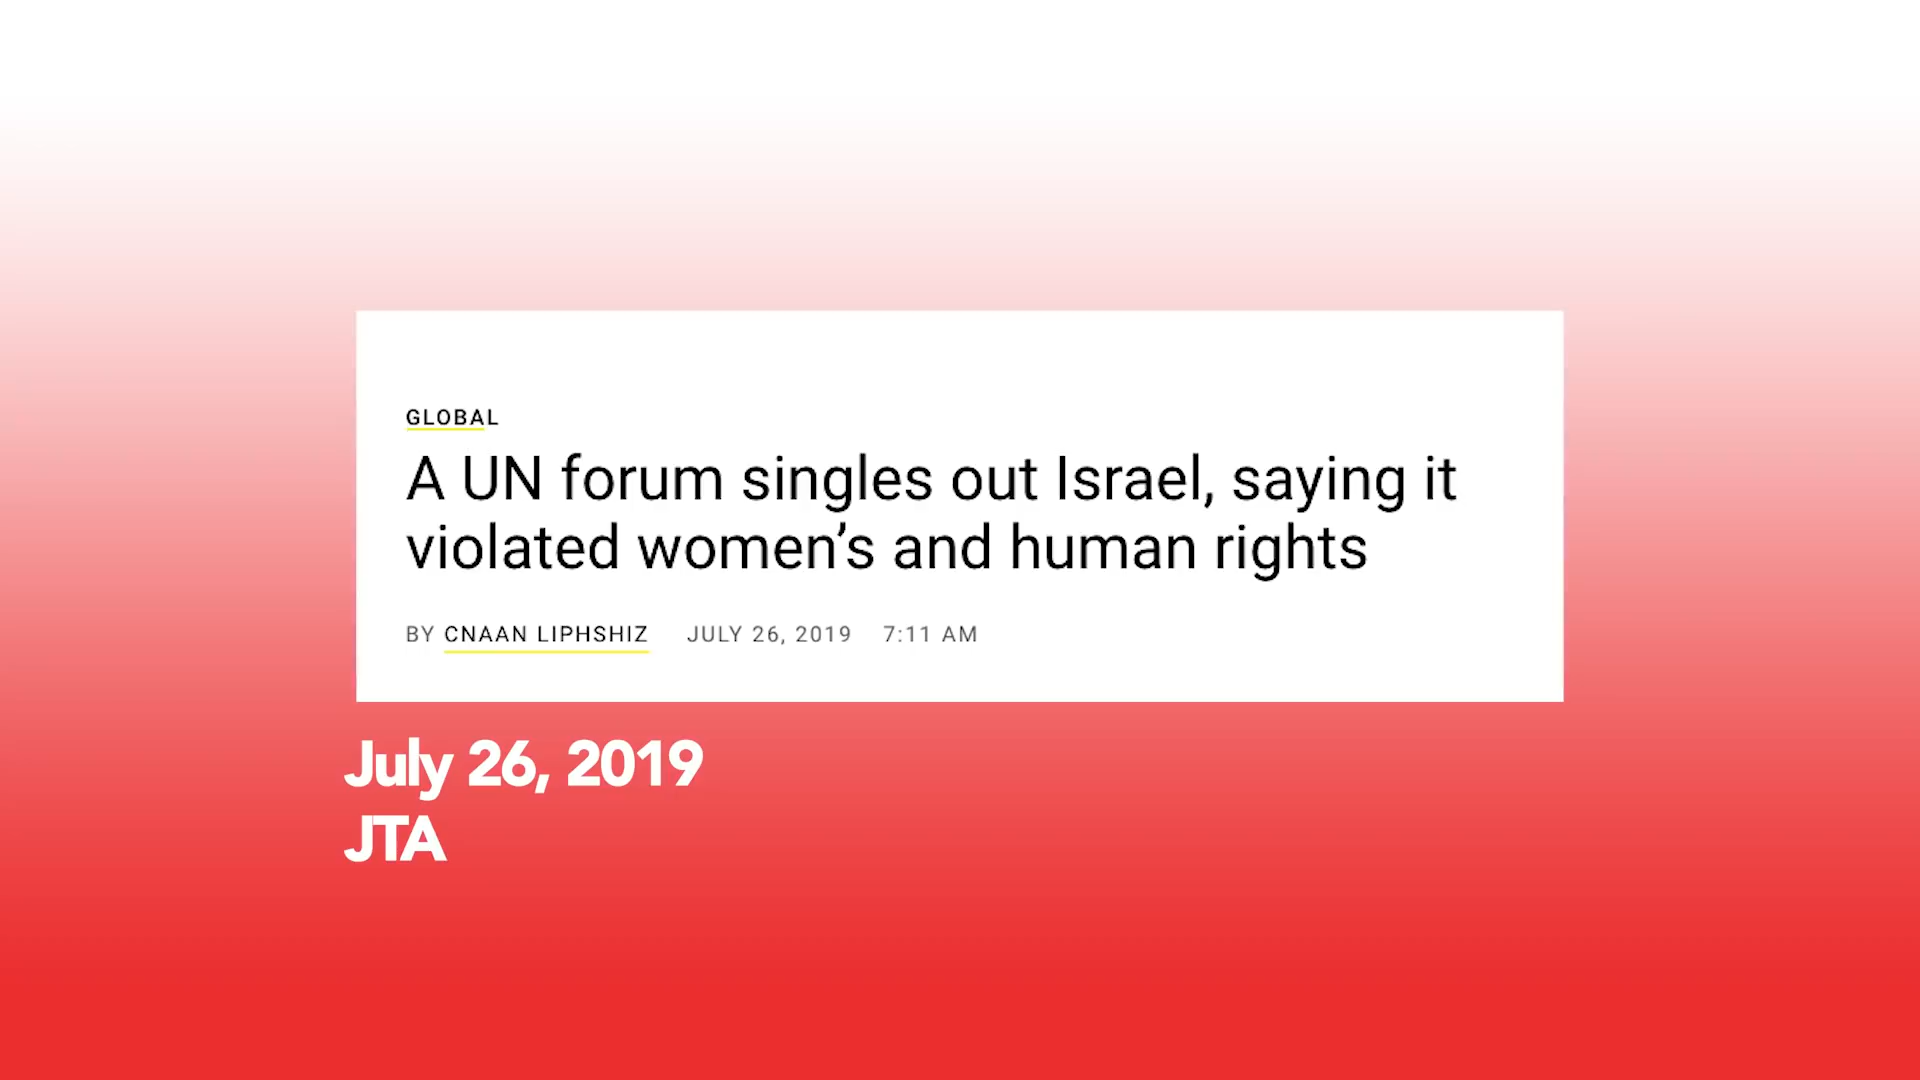 GLOBAL
A UN forum singles out Israel, saying it
violated women’s and human rights
BY CNAAN LIPHSHIZ JULY 26, 2019 7:11 AM
July 26, 2019
JTA